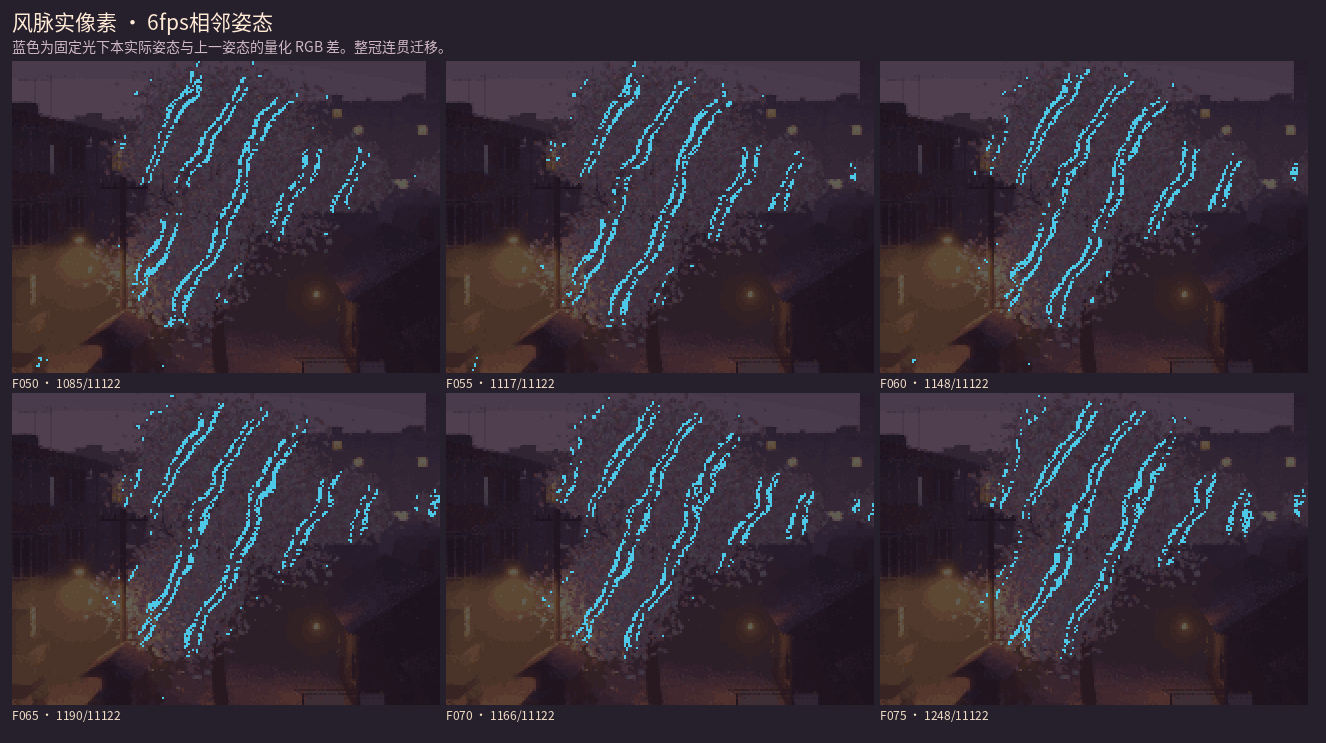 风脉实像素 · 6fps相邻姿态
蓝色为固定光下本实际姿态与上一姿态的量化 RGB 差。整冠连贯迁移。
F050 · 1085/11122
F055 · 1117/11122
F060 · 1148/11122
F065 · 1190/11122
F070 · 1166/11122
F075 · 1248/11122